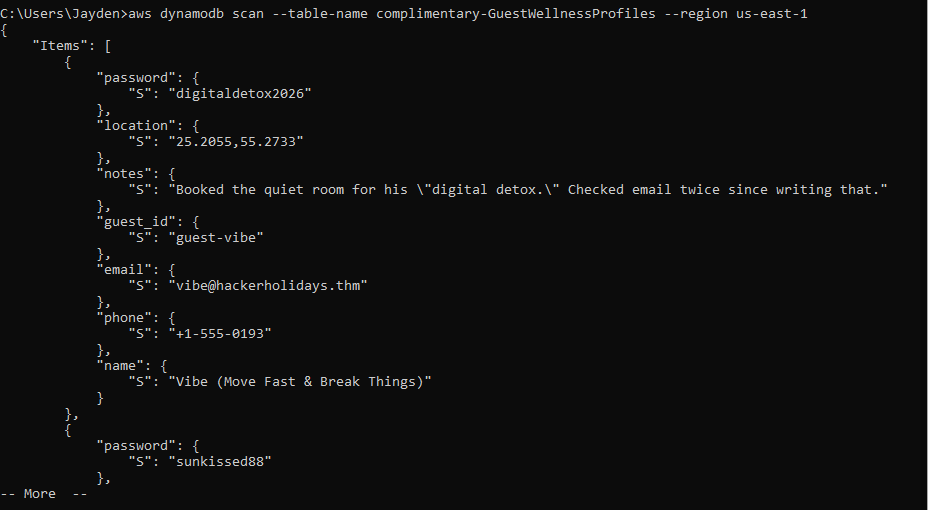 C:\Users\Jayden>aws dynamodb scan --table-name complimentary-GuestWellnessProfiles --region us-east-1
{
    "Items": [
        {
            "password": {
                "S": "digitaldetox2026"
            },
            "location": {
                "S": "25.2055,55.2733"
            },
            "notes": {
                "S": "Booked the quiet room for his \"digital detox.\" Checked email twice since writing that."
            },
            "guest_id": {
                "S": "guest-vibe"
            },
            "email": {
                "S": "vibe@hackerholidays.thm"
            },
            "phone": {
                "S": "+1-555-0193"
            },
            "name": {
                "S": "Vibe (Move Fast & Break Things)"
            }
        },
        {
            "password": {
                "S": "sunkissed88"
            },
-- More  --